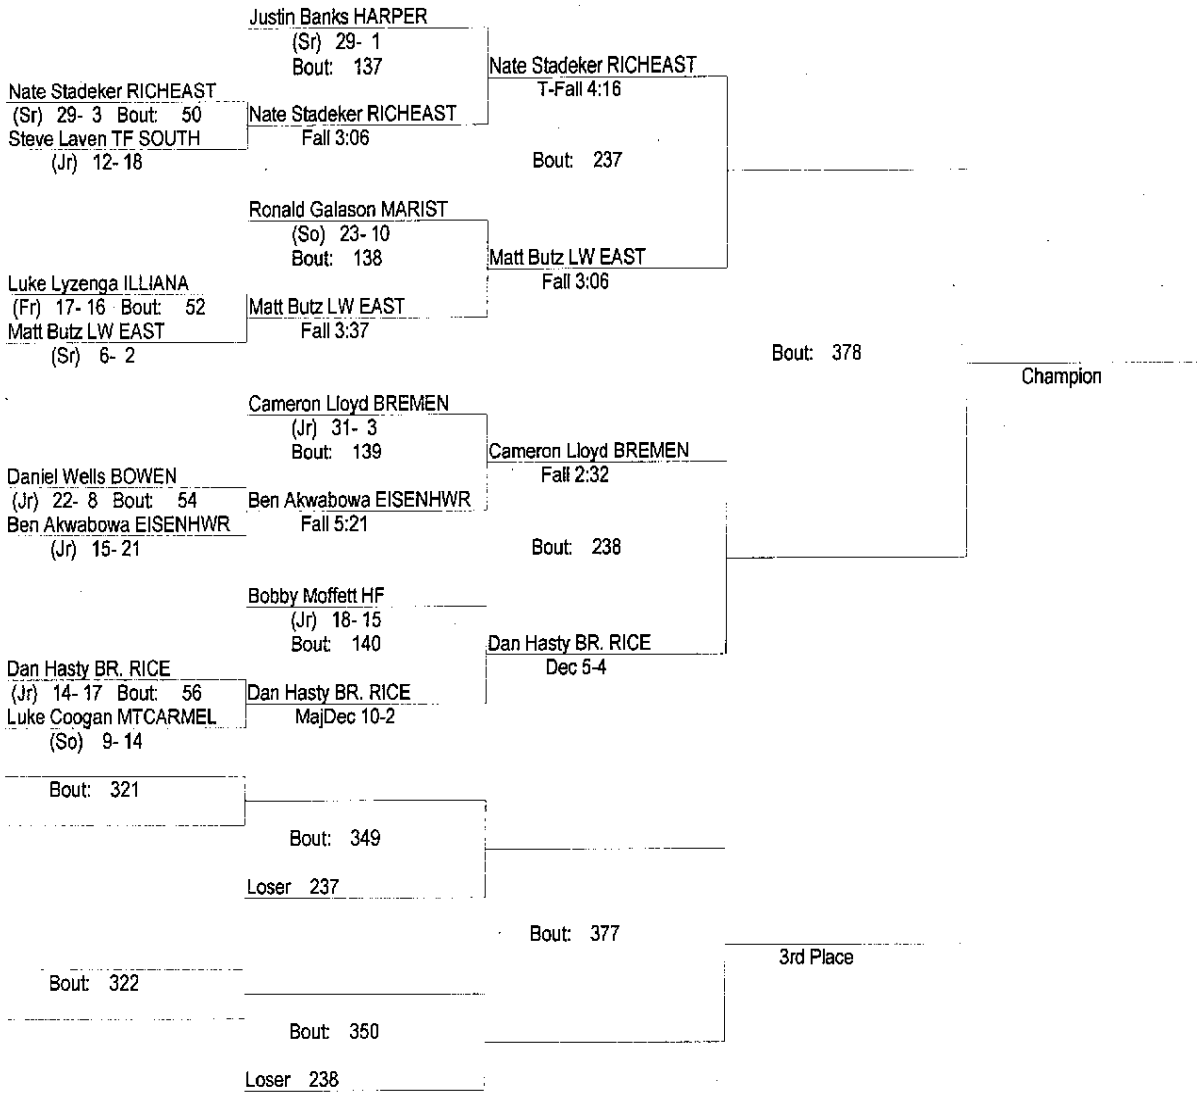 Justin Banks HARPER
(Sr) 29- 1
Bout: 137
Nate Stadeker RICHEAST
T-Fall 4:16
Nate Stadeker RICHEAST
(Sr) 29- 3 Bout: 50
Steve Laven TF SOUTH
(Jr) 12- 18
Nate Stadeker RICHEAST
Fall 3:06
Bout: 237
Ronald Galason MARIST
(So) 23- 10
Bout: 138
Matt Butz LW EAST
Fall 3:06
Luke Lyzenga ILLIANA
(Fr) 17- 16 Bout: 52
Matt Butz LW EAST
(Sr) 6- 2
Matt Butz LW EAST
Fall 3:37
Bout: 378
Champion
Cameron Lloyd BREMEN
(Jr) 31- 3
Bout: 139
Cameron Lloyd BREMEN
Fall 2:32
Daniel Wells BOWEN
(Jr) 22- 8 Bout: 54
Ben Akwabowa EISENHWR
(Jr) 15- 21
Ben Akwabowa EISENHWR
Fall 5:21
Bout: 238
Bobby Moffett HF
(Jr) 18- 15
Bout: 140
Dan Hasty BR. RICE
Dec 5-4
Dan Hasty BR. RICE
(Jr) 14- 17 Bout: 56
Luke Coogan MTCARMEL
(So) 9- 14
Dan Hasty BR. RICE
MajDec 10-2
Bout: 321
Bout: 349
Loser 237
Bout: 377
3rd Place
Bout: 322
Bout: 350
Loser 238